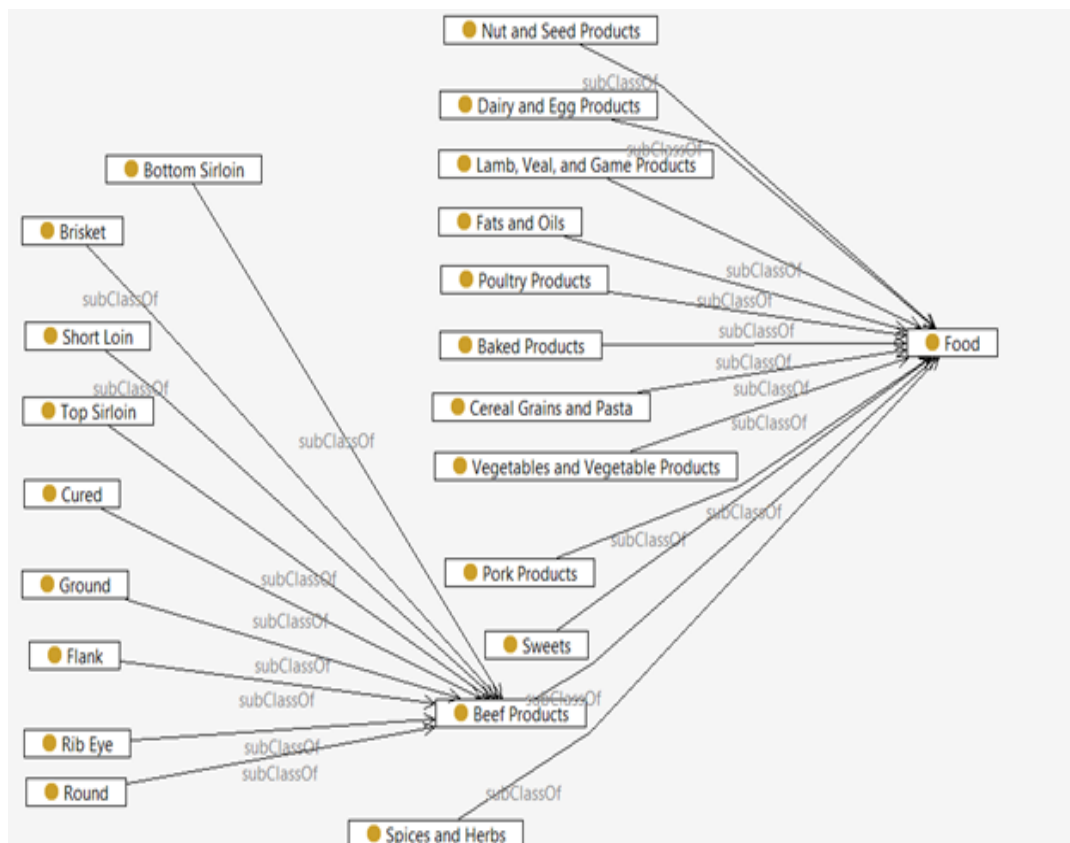 Nut and Seed Products
subClassOf
Dairy and Egg Products
subClassOf
Lamb, Veal, and Game Products
Bottom Sirloin
Fats and Oils
Brisket
subClassOf
Poultry Products
subClassOf
subClassOf
subClassOf
Short Loin
Baked Products
Food
subClassOf
subClassOf
subClassOf
Top Sirloin
Cereal Grains and Pasta
subClassOf
subClassOf
Vegetables and Vegetable Products
Cured
subClassOf
subClassOf
Pork Products
subClassOf
Ground
subClassOf
Sweets
Flank
subClassOf
subClassOf
subClassOf
Beef Products
Rib Eye
subClassOf
subClassOf
Round
subClassOf
Spices and Herbs